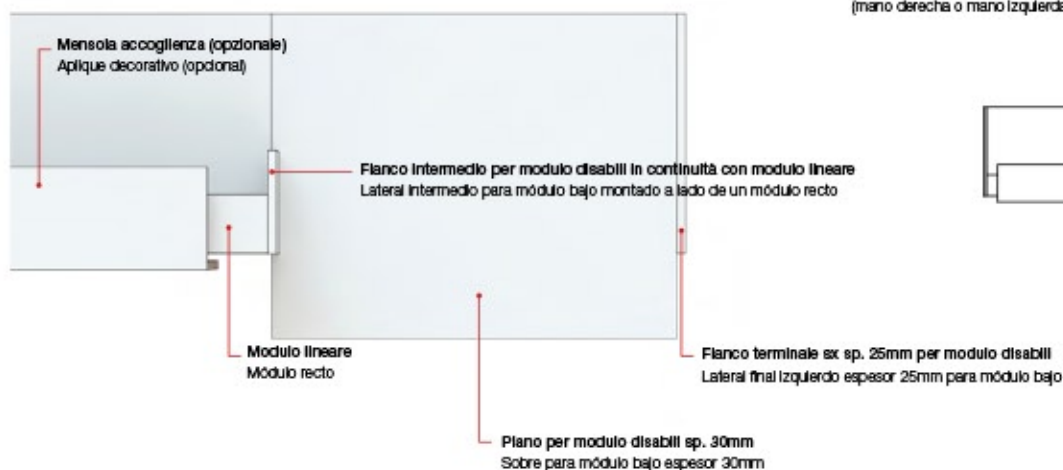 (mano derecha o mano izquierda
Mensola accoglienza (opzionale)
Aplique decorativo (opcional)
Fianco intermedio per modulo disabili in continuità con modulo lineare
Lateral intermedio para módulo bajo montado a lado de un módulo recto
Modulo lineare
Módulo recto
Fianco terminale sx sp. 25mm per modulo disabili
Lateral final izquierdo espesor 25mm para módulo bajo
Piano per modulo disabili sp. 30mm
Sobre para módulo bajo espesor 30mm